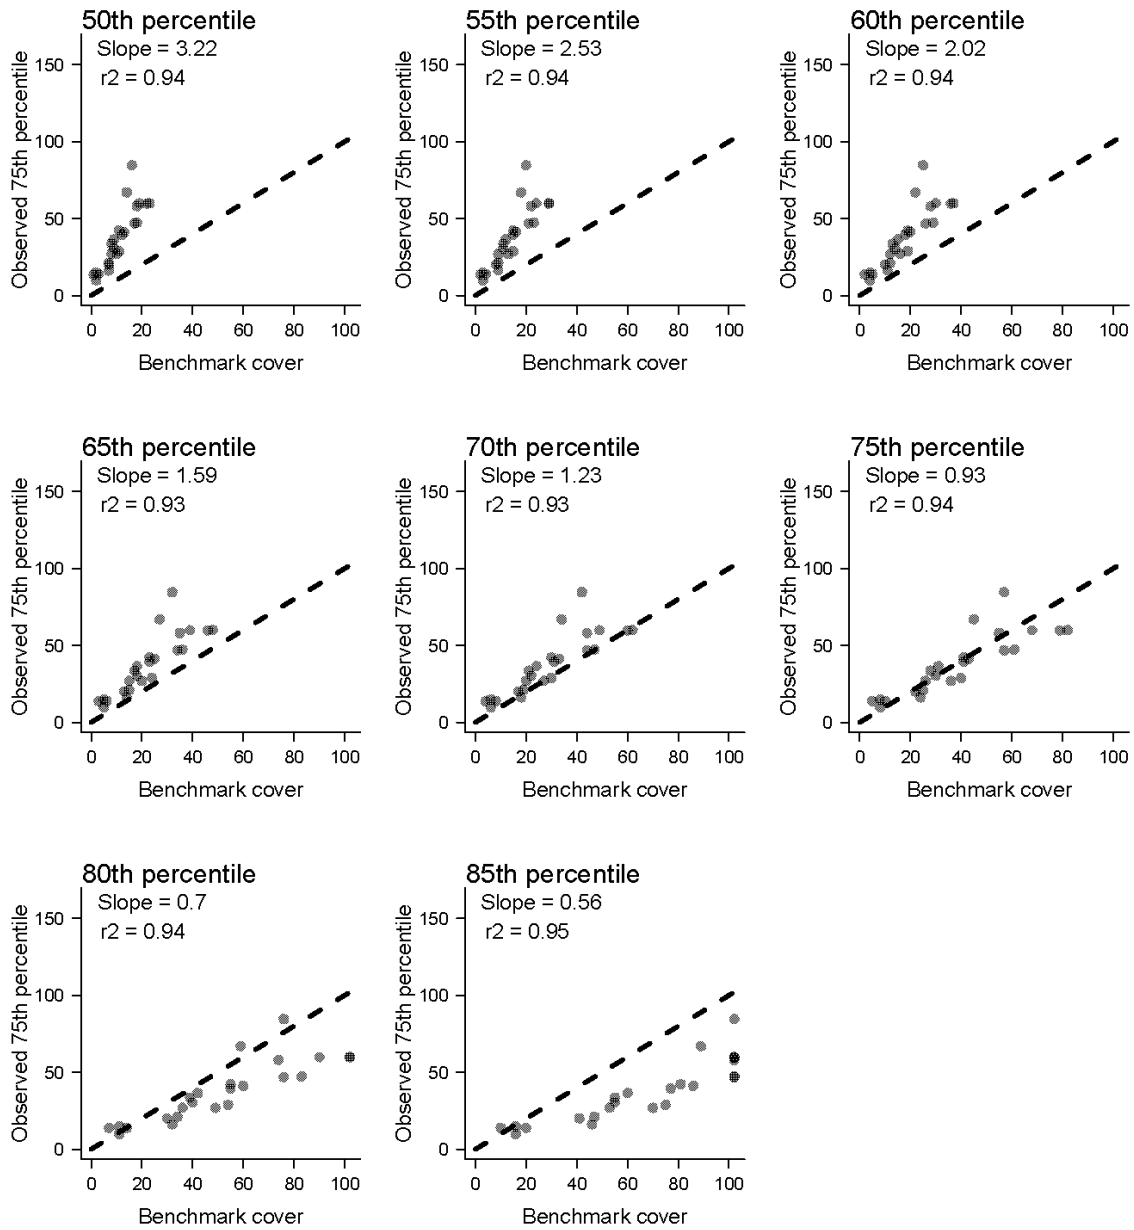 50th percentile
Slope = 3.22
r2 = 0.94
Observed 75th percentile
150
100
50
0
0 20 40 60 80 100
Benchmark cover
55th percentile
Slope = 2.53
r2 = 0.94
Observed 75th percentile
150
100
50
0
0 20 40 60 80 100
Benchmark cover
60th percentile
Slope = 2.02
r2 = 0.94
Observed 75th percentile
150
100
50
0
0 20 40 60 80 100
Benchmark cover
65th percentile
Slope = 1.59
r2 = 0.93
Observed 75th percentile
150
100
50
0
0 20 40 60 80 100
Benchmark cover
70th percentile
Slope = 1.23
r2 = 0.93
Observed 75th percentile
150
100
50
0
0 20 40 60 80 100
Benchmark cover
75th percentile
Slope = 0.93
r2 = 0.94
Observed 75th percentile
150
100
50
0
0 20 40 60 80 100
Benchmark cover
80th percentile
Slope = 0.7
r2 = 0.94
Observed 75th percentile
150
100
50
0
0 20 40 60 80 100
Benchmark cover
85th percentile
Slope = 0.56
r2 = 0.95
Observed 75th percentile
150
100
50
0
0 20 40 60 80 100
Benchmark cover